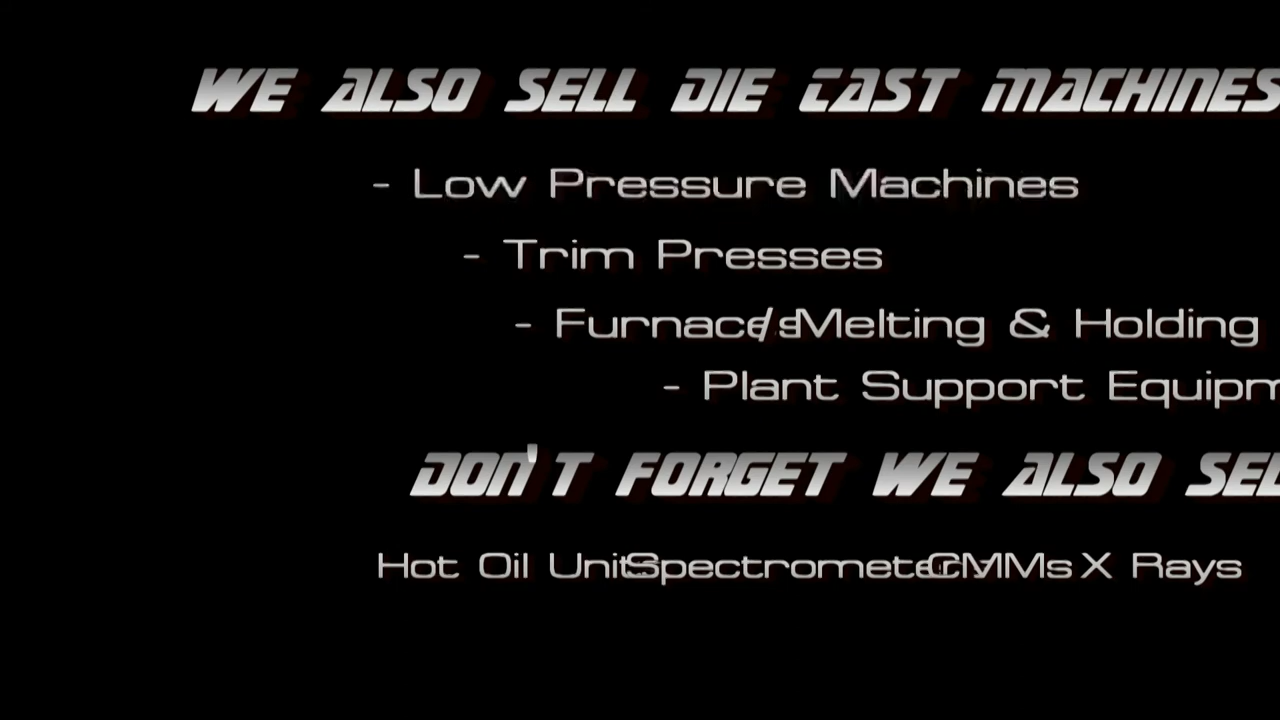 WE ALSO SELL DIE CAST MACHINES
- Low Pressure Machines
- Trim Presses
- Furnaces/Melting & Holding
- Plant Support Equipm
DON'T FORGET WE ALSO SEL
Hot Oil Units Spectrometer CMMs X Rays